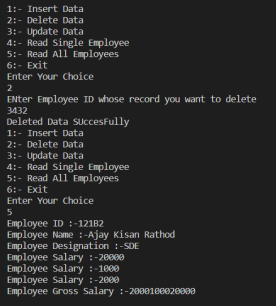 1:- Insert Data
2:- Delete Data
3:- Update Data
4:- Read Single Employee
5:- Read All Employees
6:- Exit
Enter Your Choice
2
ENter Employee ID whose record you want to delete
3432
Deleted Data SUccesFully
1:- Insert Data
2:- Delete Data
3:- Update Data
4:- Read Single Employee
5:- Read All Employees
6:- Exit
Enter Your Choice
5
Employee ID :-121B2
Employee Name :-Ajay Kisan Rathod
Employee Designation :-SDE
Employee Salary :-20000
Employee Salary :-1000
Employee Salary :-2000
Employee Gross Salary :-2000100020000